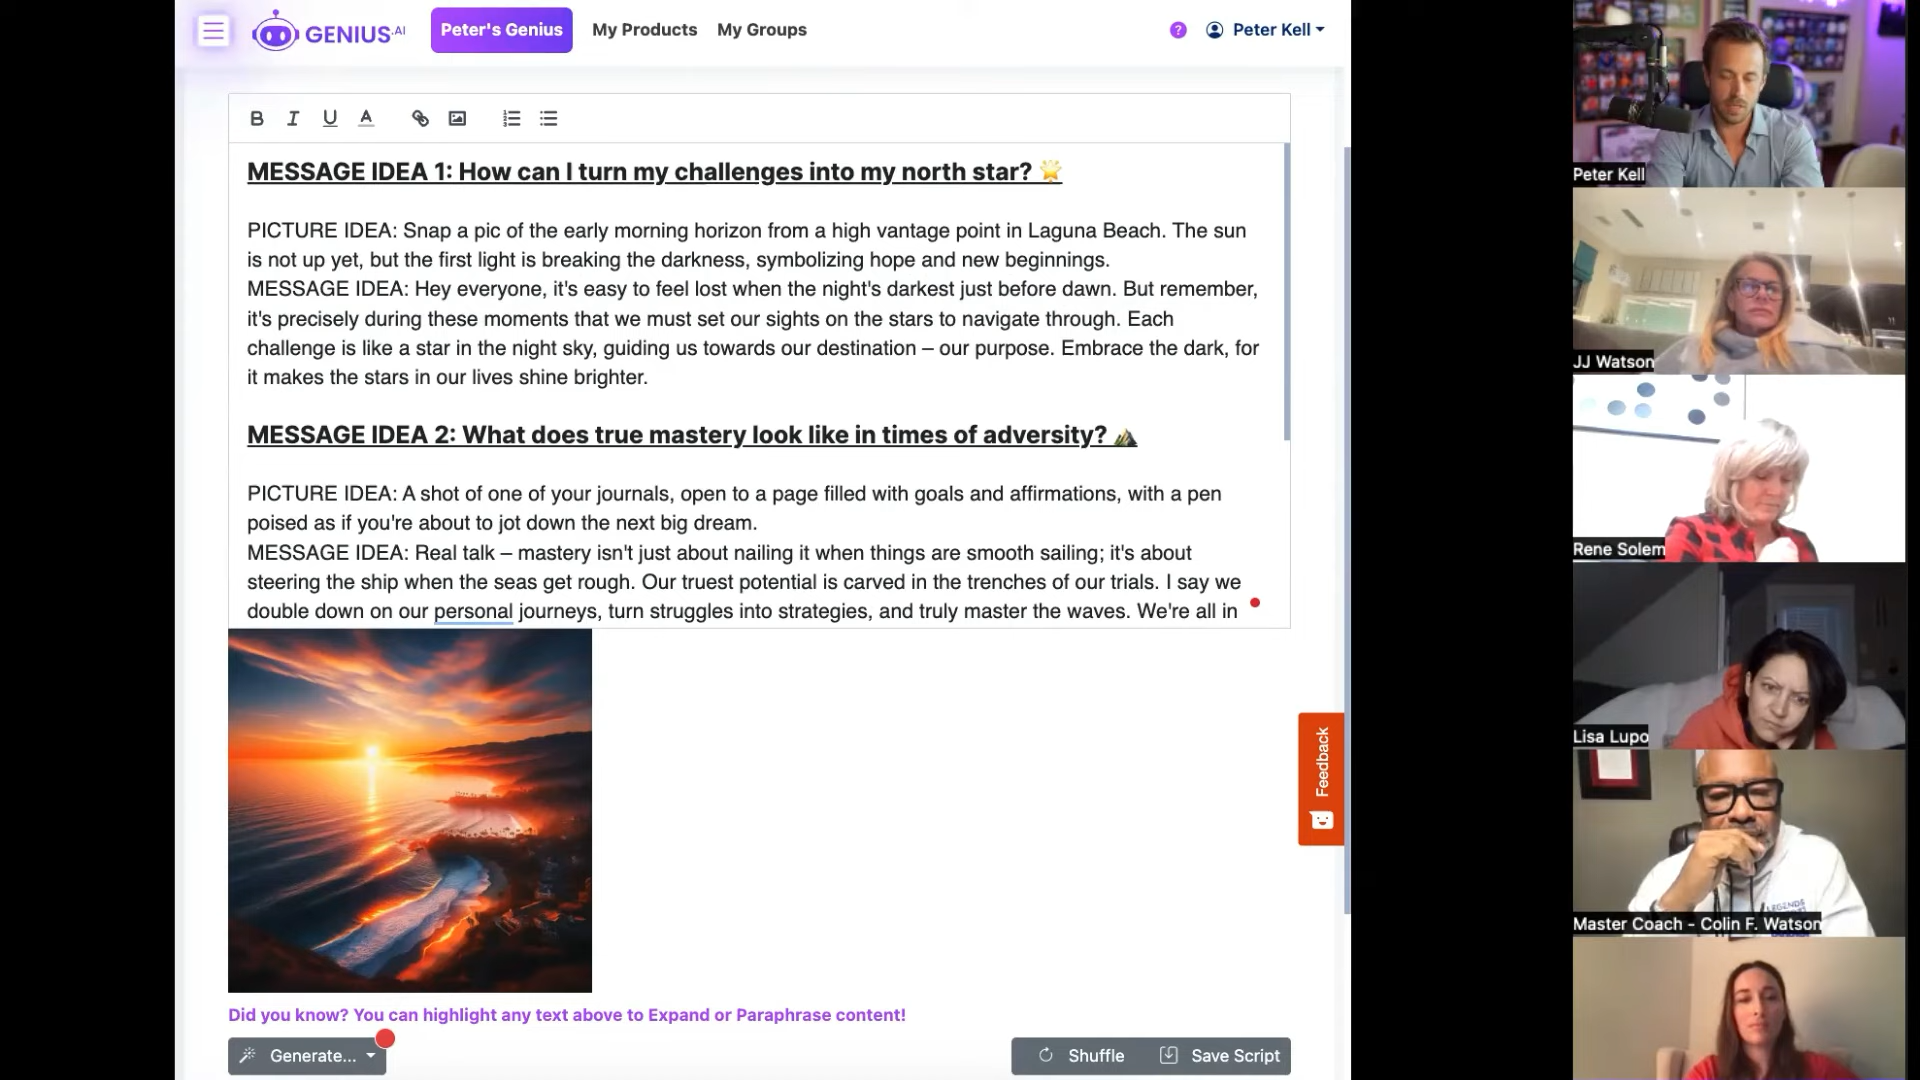 GENIUS.AI
Peter's Genius
My Products
My Groups
?
Peter Kell
B I U A
MESSAGE IDEA 1: How can I turn my challenges into my north star? 🌟
PICTURE IDEA: Snap a pic of the early morning horizon from a high vantage point in Laguna Beach. The sun
is not up yet, but the first light is breaking the darkness, symbolizing hope and new beginnings.
MESSAGE IDEA: Hey everyone, it's easy to feel lost when the night's darkest just before dawn. But remember,
it's precisely during these moments that we must set our sights on the stars to navigate through. Each
challenge is like a star in the night sky, guiding us towards our destination – our purpose. Embrace the dark, for
it makes the stars in our lives shine brighter.
MESSAGE IDEA 2: What does true mastery look like in times of adversity? ⛰️
PICTURE IDEA: A shot of one of your journals, open to a page filled with goals and affirmations, with a pen
poised as if you're about to jot down the next big dream.
MESSAGE IDEA: Real talk – mastery isn't just about nailing it when things are smooth sailing; it's about
steering the ship when the seas get rough. Our truest potential is carved in the trenches of our trials. I say we
double down on our personal journeys, turn struggles into strategies, and truly master the waves. We're all in
Feedback
Did you know? You can highlight any text above to Expand or Paraphrase content!
Generate...
Shuffle
Save Script
Peter Kell
JJ Watson
Rene Solem
Lisa Lupo
LEGENDS
Master Coach - Colin F. Watson